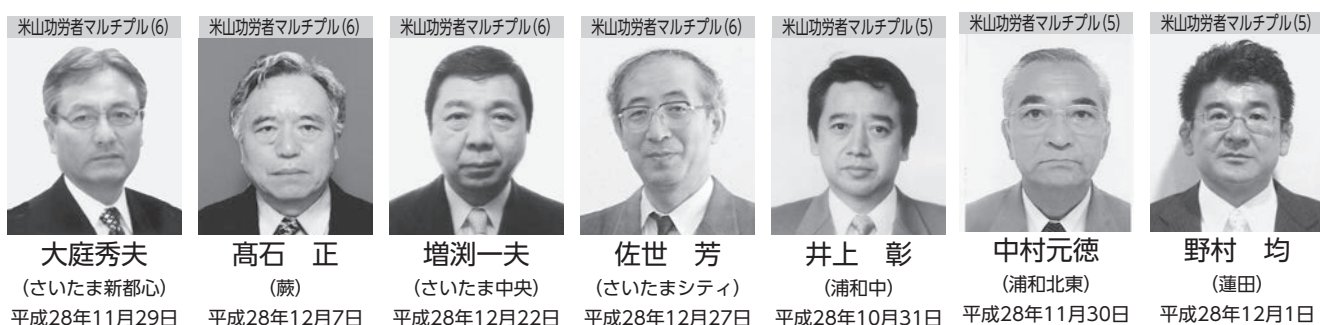 米山功労者マルチプル(6)
大庭秀夫
(さいたま新都心)
平成28年11月29日
米山功労者マルチプル(6)
髙石　正
(蕨)
平成28年12月7日
米山功労者マルチプル(6)
増渕一夫
(さいたま中央)
平成28年12月22日
米山功労者マルチプル(6)
佐世　芳
(さいたまシティ)
平成28年12月27日
米山功労者マルチプル(5)
井上　彰
(浦和中)
平成28年10月31日
米山功労者マルチプル(5)
中村元徳
(浦和北東)
平成28年11月30日
米山功労者マルチプル(5)
野村　均
(蓮田)
平成28年12月1日